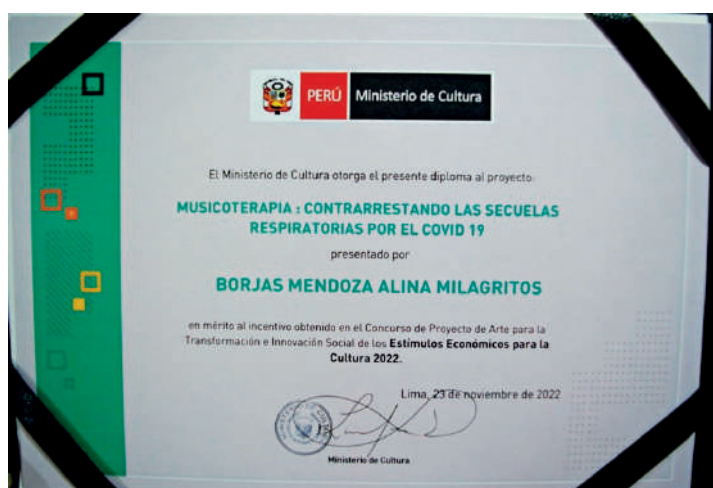 PERÚ Ministerio de Cultura
El Ministerio de Cultura otorga el presente diploma al proyecto:
MUSICOTERAPIA : CONTRARRESTANDO LAS SECUELAS
RESPIRATORIAS POR EL COVID 19
presentado por
BORJAS MENDOZA ALINA MILAGRITOS
en mérito al incentivo obtenido en el Concurso de Proyecto de Arte para la
Transformación e Innovación Social de los Estímulos Económicos para la
Cultura 2022.
Lima, 23 de noviembre de 2022
Ministerio de Cultura